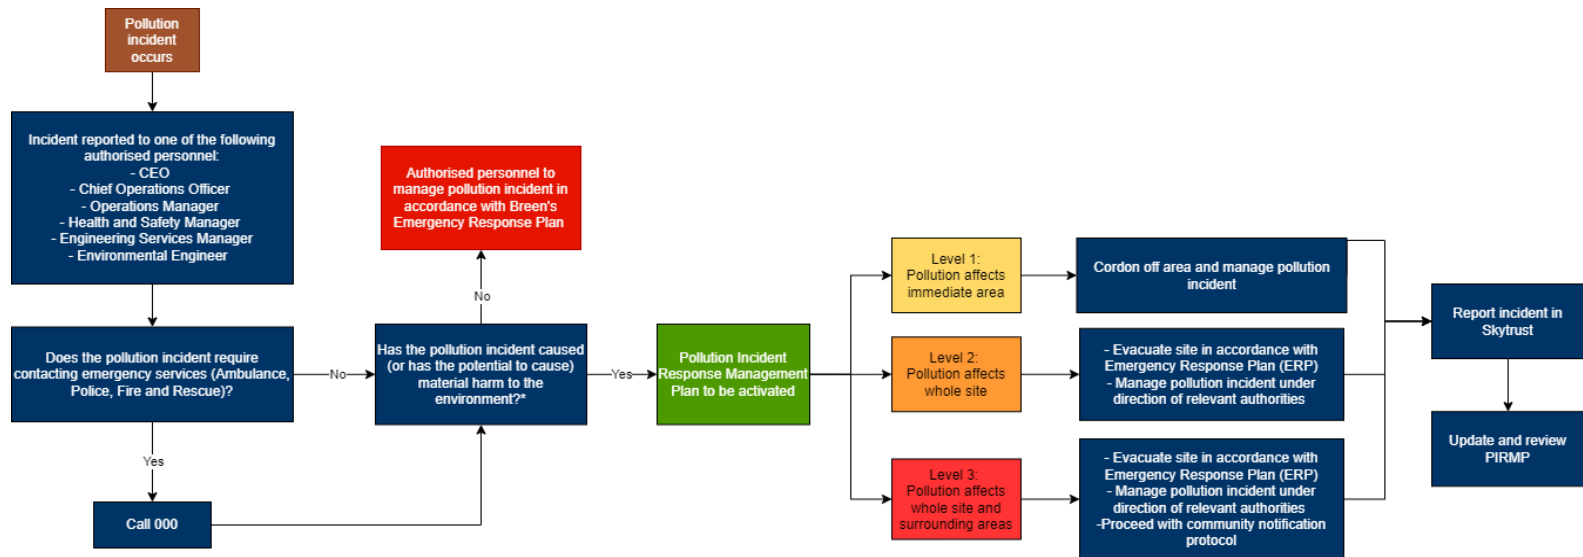 Pollution
incident
occurs
Incident reported to one of the following
authorised personnel:
- CEO
- Chief Operations Officer
- Operations Manager
- Health and Safety Manager
- Engineering Services Manager
- Environmental Engineer
Does the pollution incident require
contacting emergency services (Ambulance,
Police, Fire and Rescue)?
No
Yes
Call 000
Has the pollution incident caused
(or has the potential to cause)
material harm to the
environment?*
No
Authorised personnel to
manage pollution incident in
accordance with Breen's
Emergency Response Plan
Yes
Pollution Incident
Response Management
Plan to be activated
Level 1:
Pollution affects
immediate area
Cordon off area and manage pollution
incident
Level 2:
Pollution affects
whole site
- Evacuate site in accordance with
Emergency Response Plan (ERP)
- Manage pollution incident under
direction of relevant authorities
Level 3:
Pollution affects
whole site and
surrounding areas
- Evacuate site in accordance with
Emergency Response Plan (ERP)
- Manage pollution incident under
direction of relevant authorities
-Proceed with community notification
protocol
Report incident in
Skytrust
Update and review
PIRMP